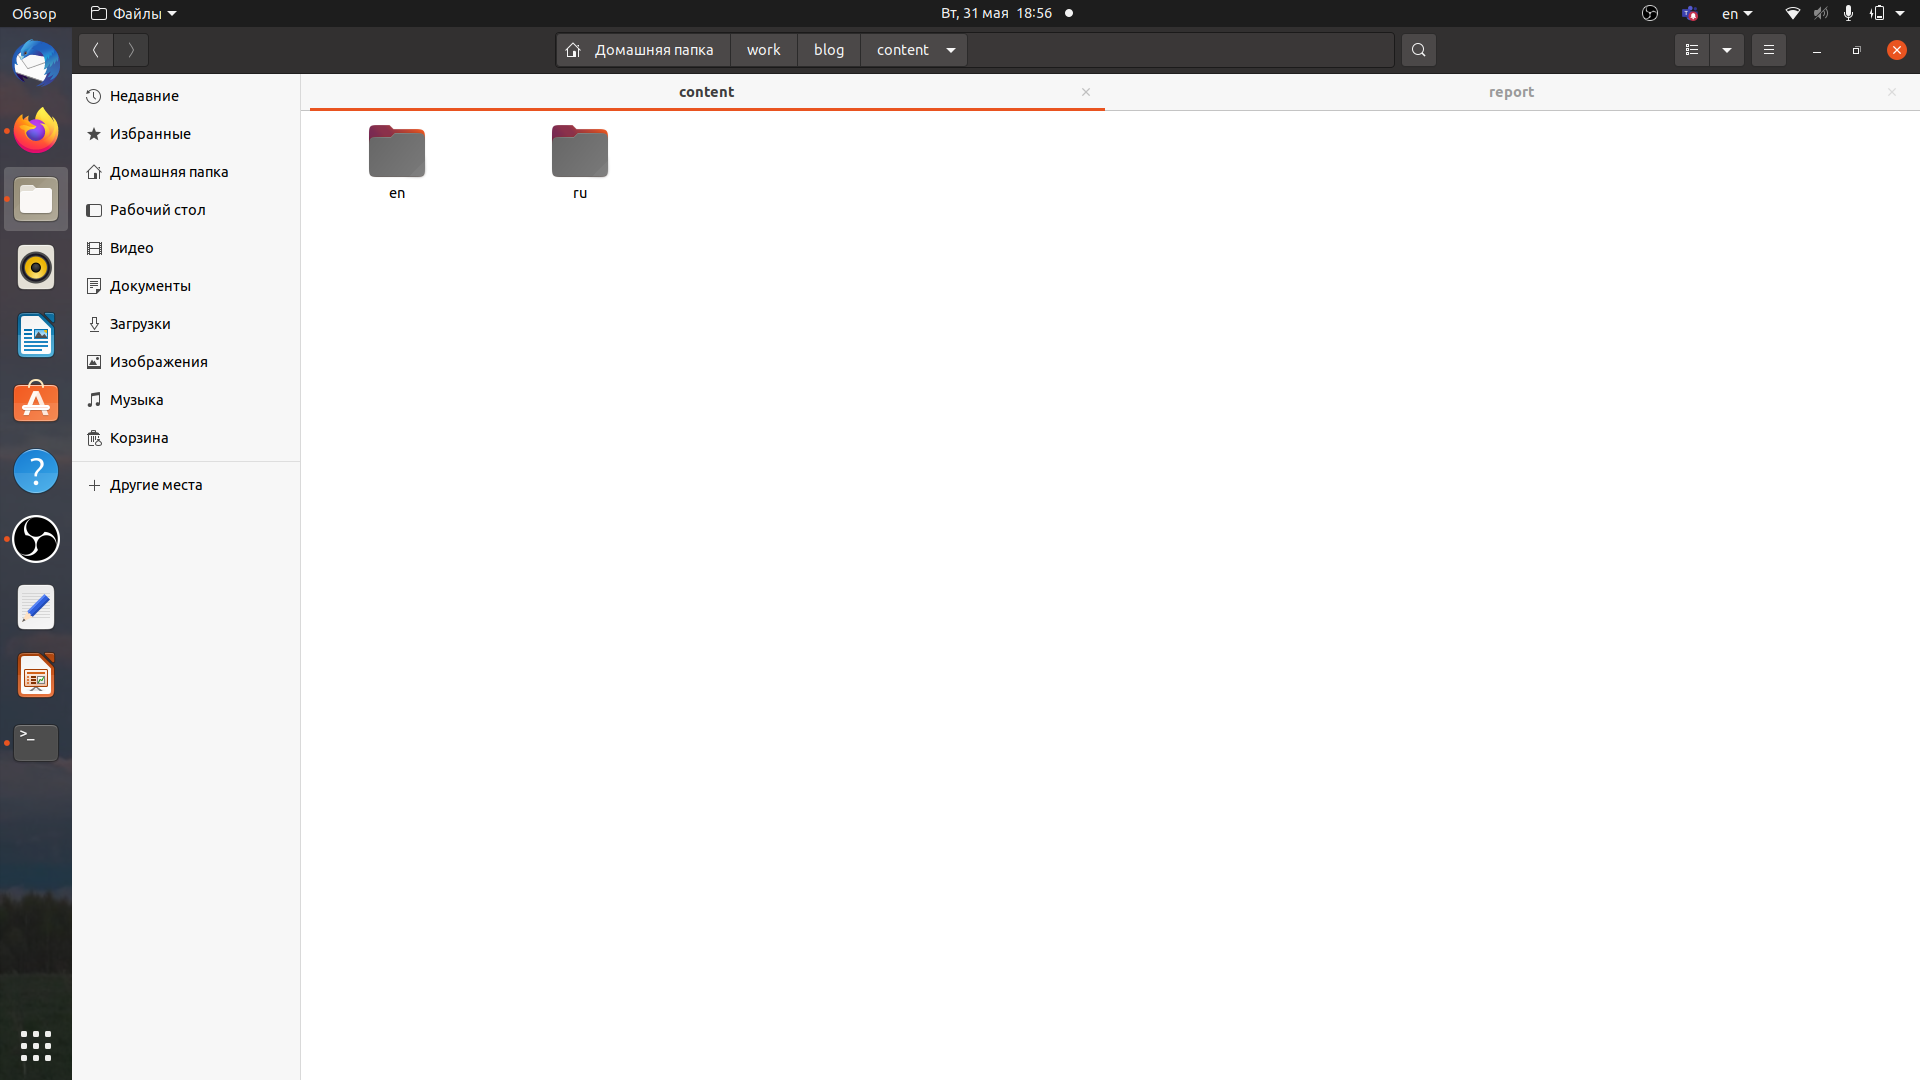 Обзор Файлы Вт, 31 мая 18:56 en
Домашняя папка work blog content
content report
Недавние
Избранные
Домашняя папка
Рабочий стол
Видео
Документы
Загрузки
Изображения
Музыка
Корзина
Другие места
en ru